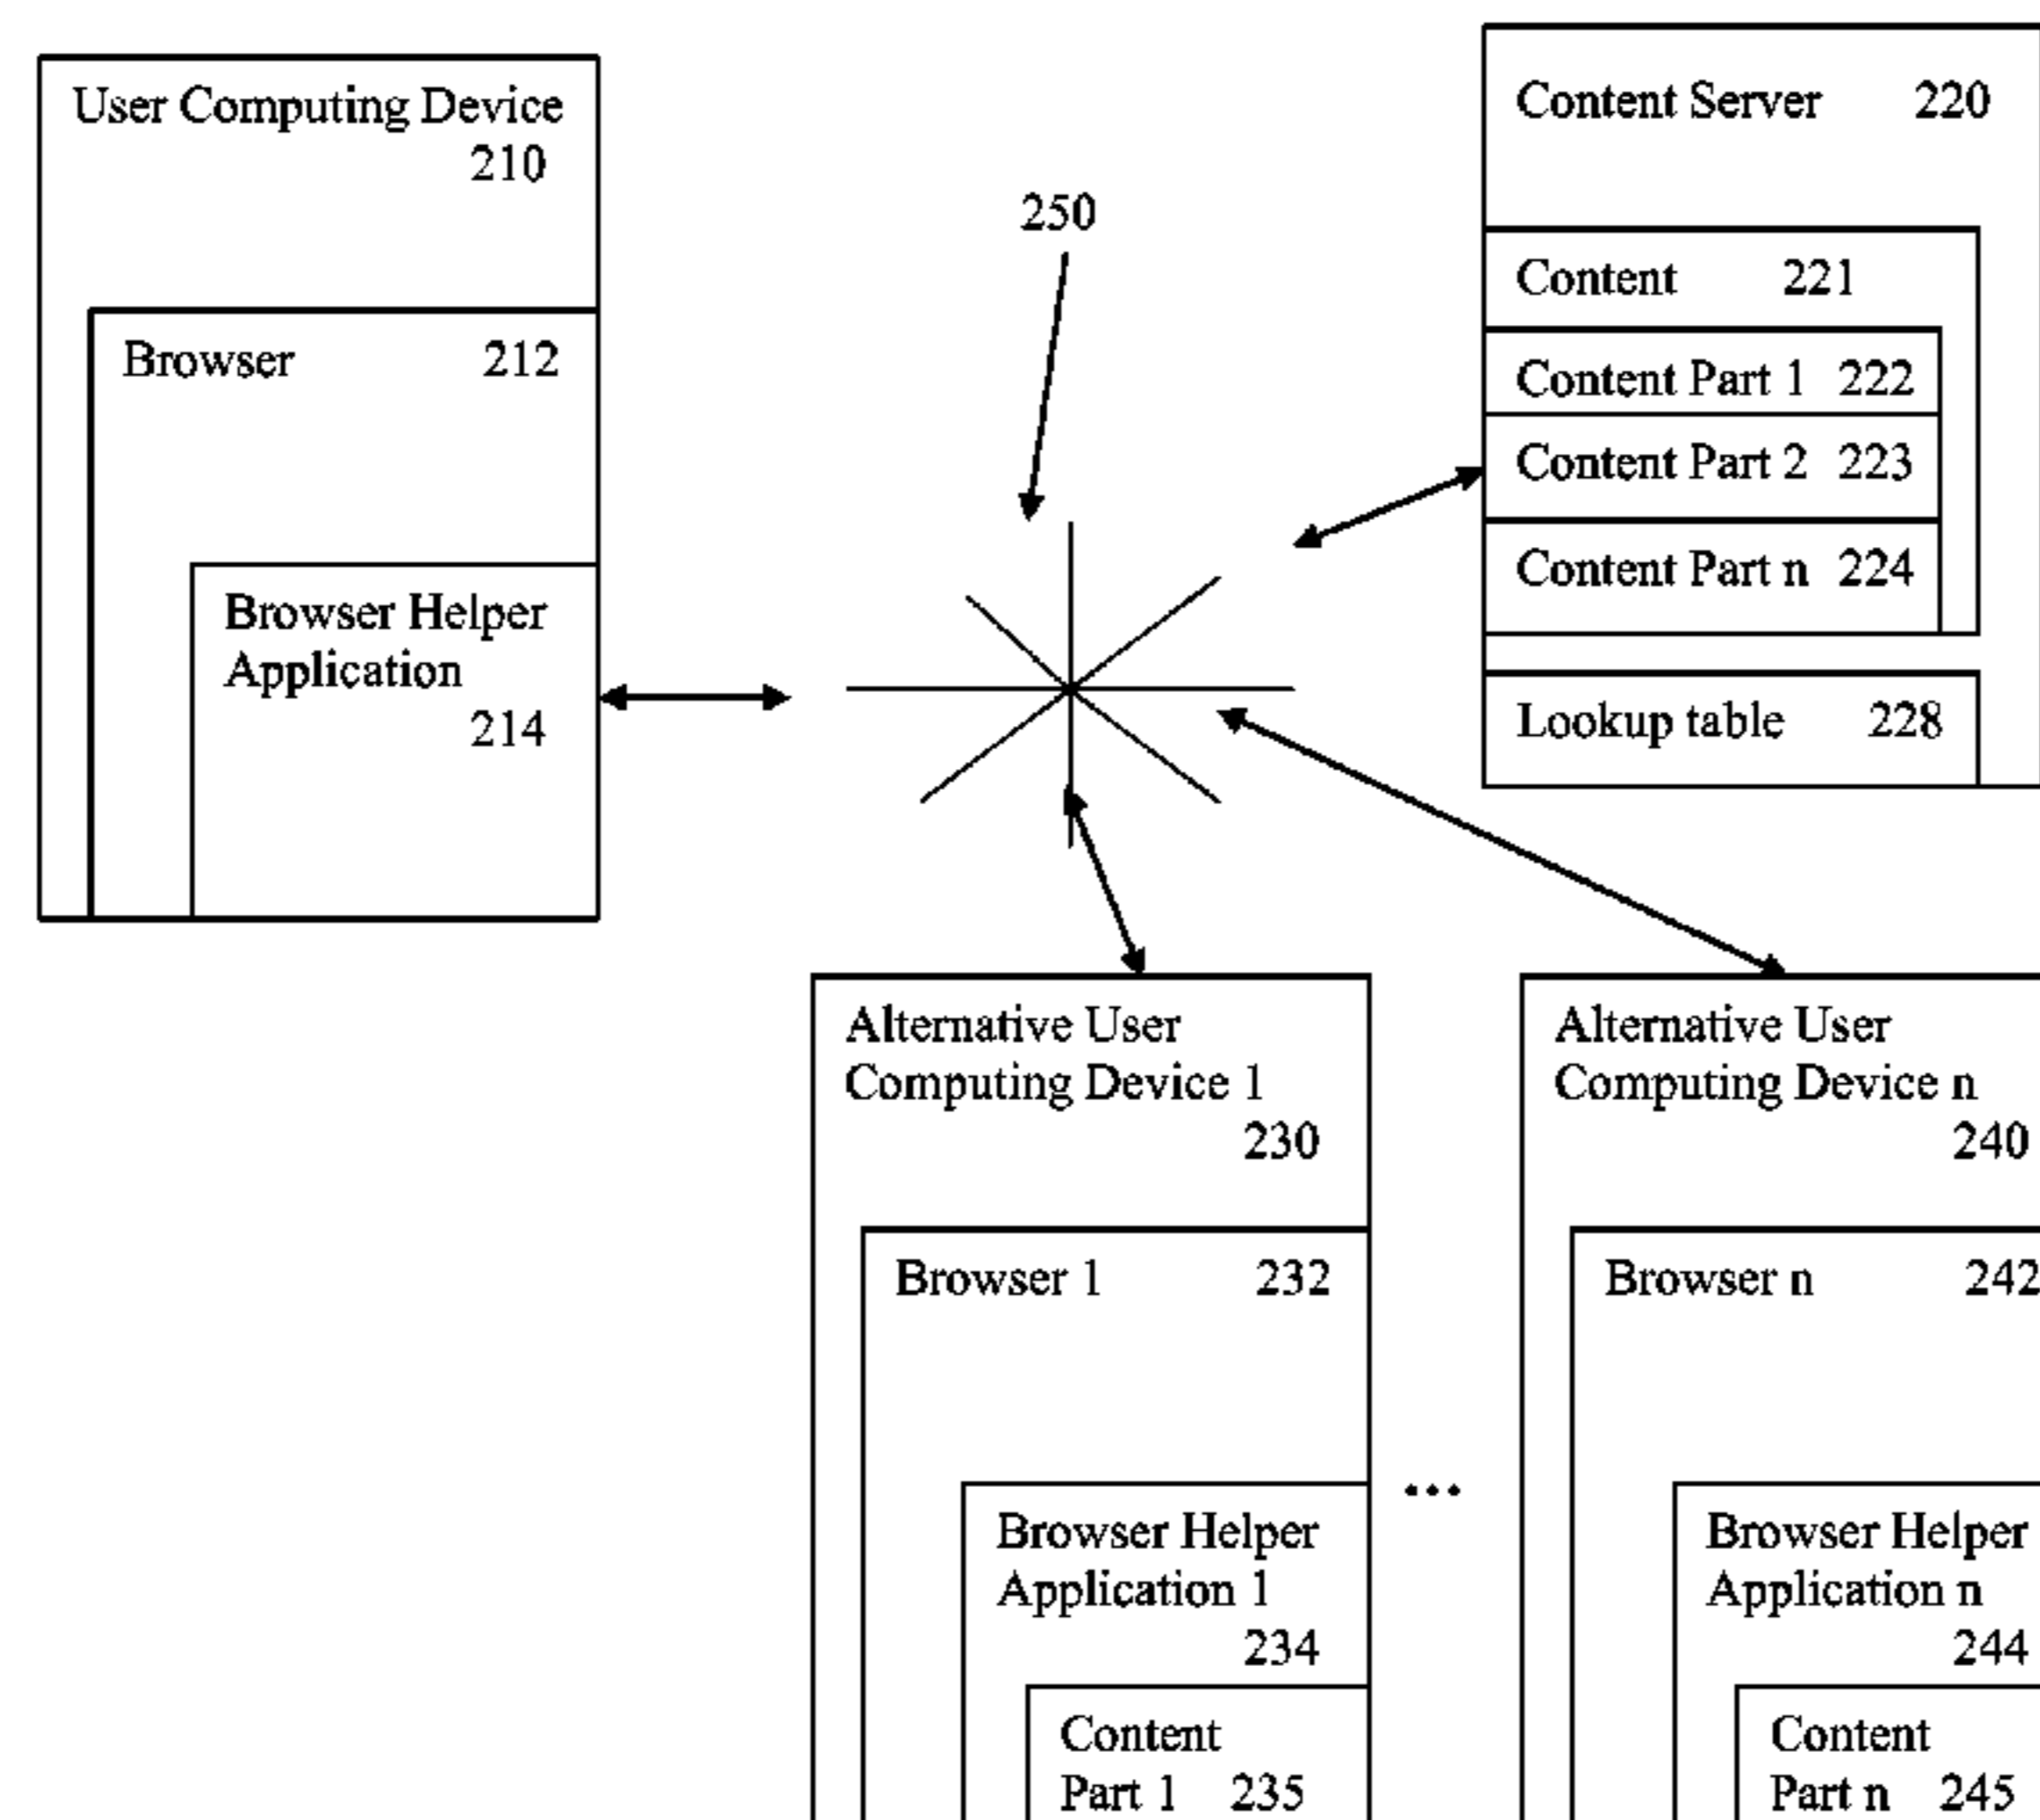 User Computing Device
210
Browser 212
Browser Helper
Application
214
250
Content Server 220
Content 221
Content Part 1 222
Content Part 2 223
Content Part n 224
Lookup table 228
Alternative User
Computing Device 1
230
Browser 1 232
Browser Helper
Application 1
234
Content
Part 1 235
...
Alternative User
Computing Device n
240
Browser n 242
Browser Helper
Application n
244
Content
Part n 245